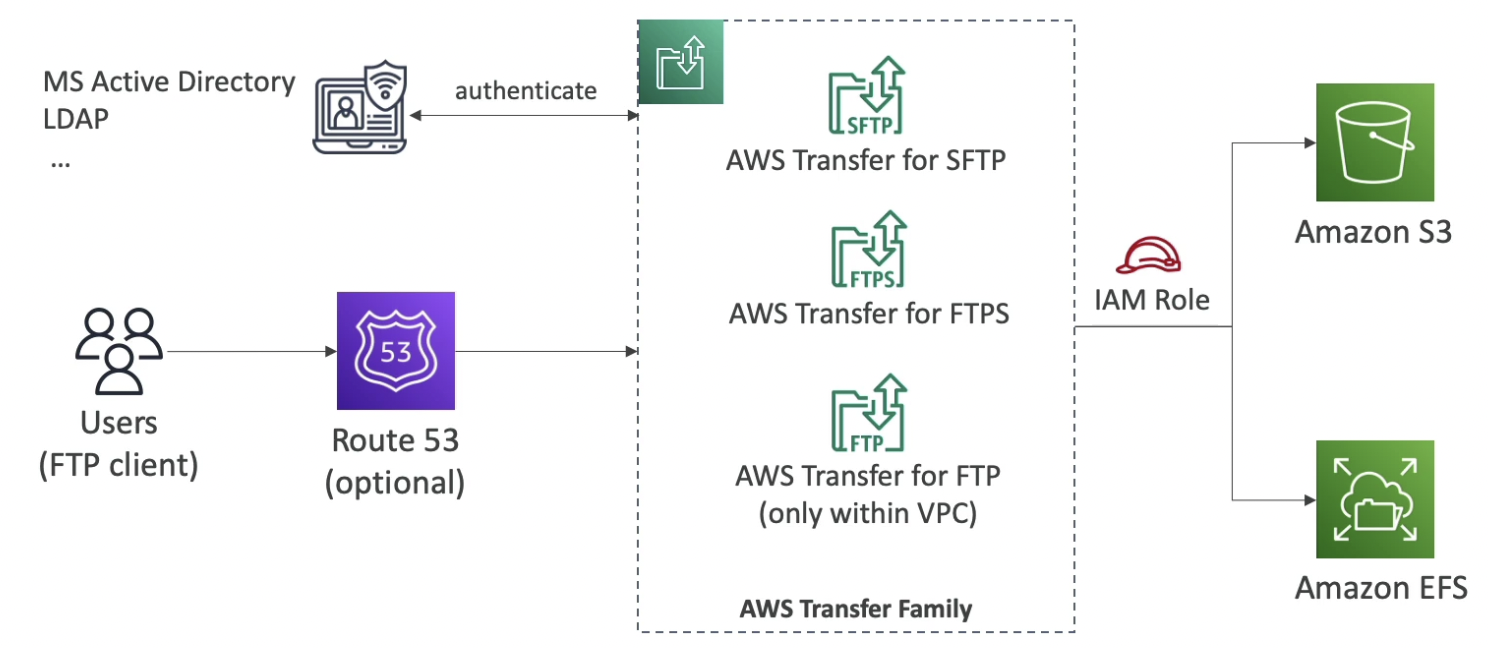 MS Active Directory
LDAP
...
authenticate
SFTP
AWS Transfer for SFTP
FTPS
AWS Transfer for FTPS
FTP
AWS Transfer for FTP
(only within VPC)
AWS Transfer Family
Users
(FTP client)
53
Route 53
(optional)
IAM Role
Amazon S3
Amazon EFS